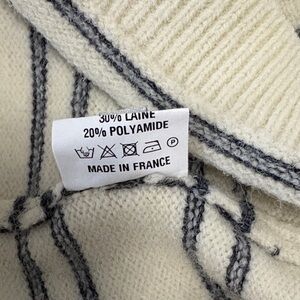 30% LAINE
20% POLYAMIDE
P
MADE IN FRANCE